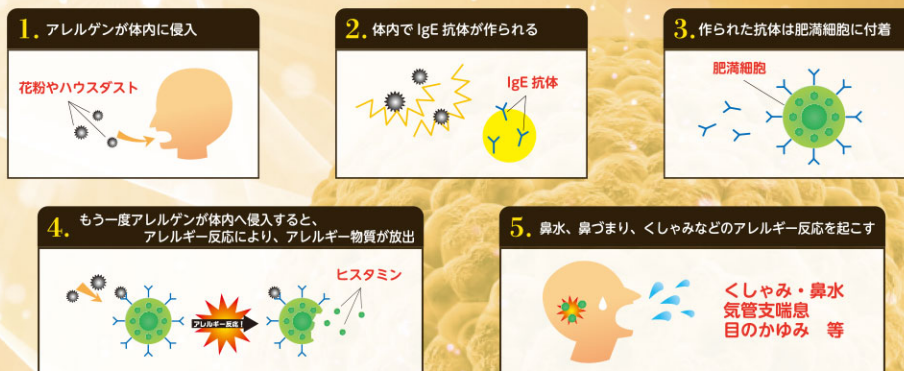 1. アレルゲンが体内に侵入
花粉やハウスダスト
2. 体内で IgE 抗体が作られる
IgE 抗体
3. 作られた抗体は肥満細胞に付着
肥満細胞
4. もう一度アレルゲンが体内へ侵入すると、
アレルギー反応により、アレルギー物質が放出
アレルギー反応！
ヒスタミン
5. 鼻水、鼻づまり、くしゃみなどのアレルギー反応を起こす
くしゃみ・鼻水
気管支喘息
目のかゆみ 等